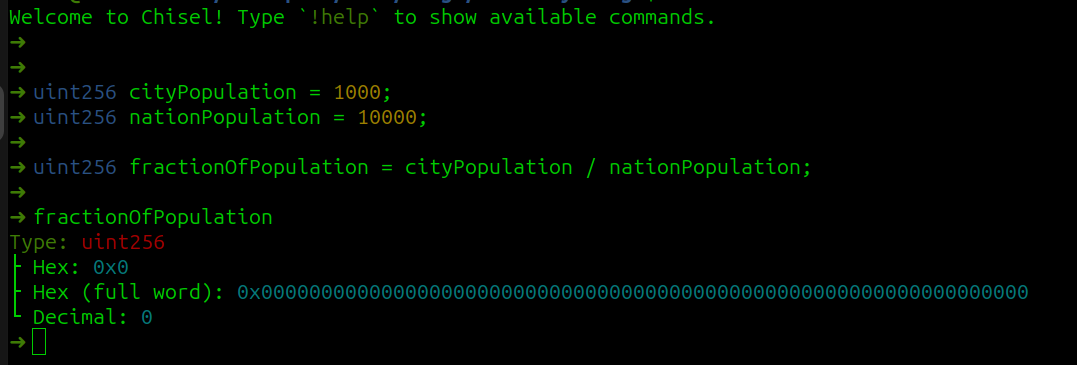 Welcome to Chisel! Type `!help` to show available commands.
➜
➜
➜ uint256 cityPopulation = 1000;
➜ uint256 nationPopulation = 10000;
➜
➜ uint256 fractionOfPopulation = cityPopulation / nationPopulation;
➜
➜ fractionOfPopulation
Type: uint256
├ Hex: 0x0
├ Hex (full word): 0x0000000000000000000000000000000000000000000000000000000000000000
└ Decimal: 0
➜